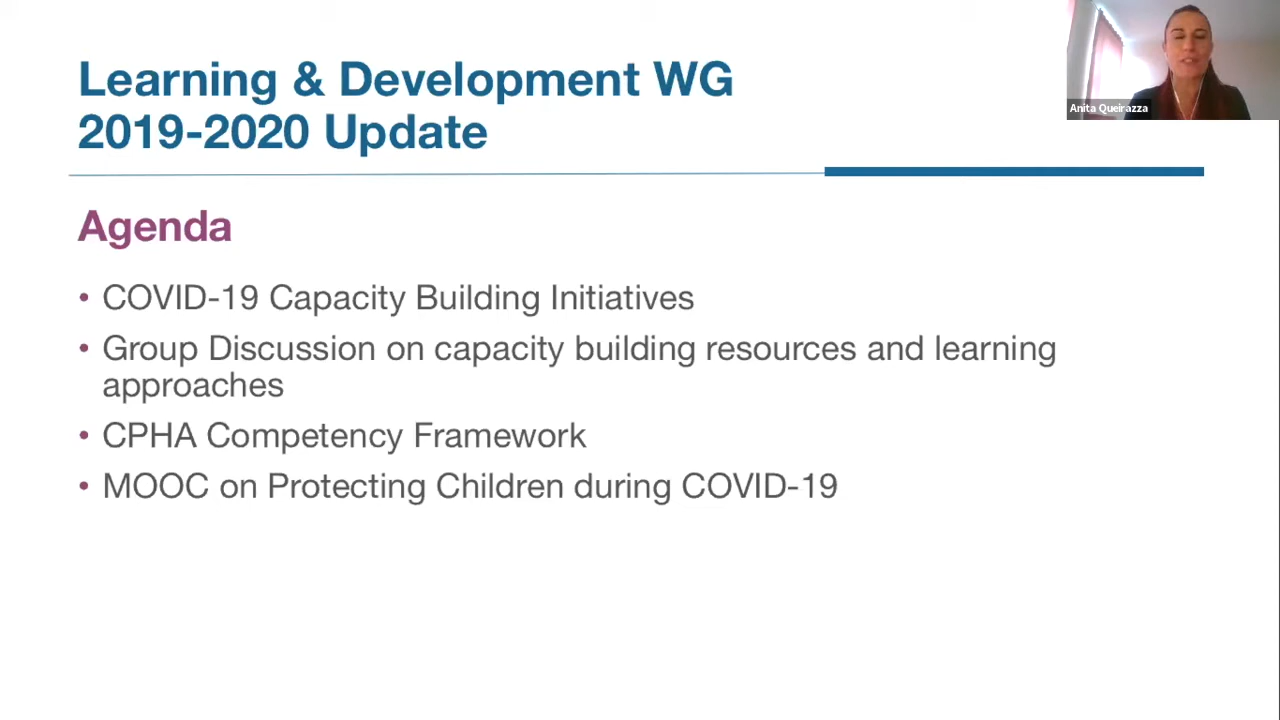 Learning & Development WG
2019-2020 Update
Anita Queirazza
Agenda
• COVID-19 Capacity Building Initiatives
• Group Discussion on capacity building resources and learning
approaches
• CPHA Competency Framework
• MOOC on Protecting Children during COVID-19